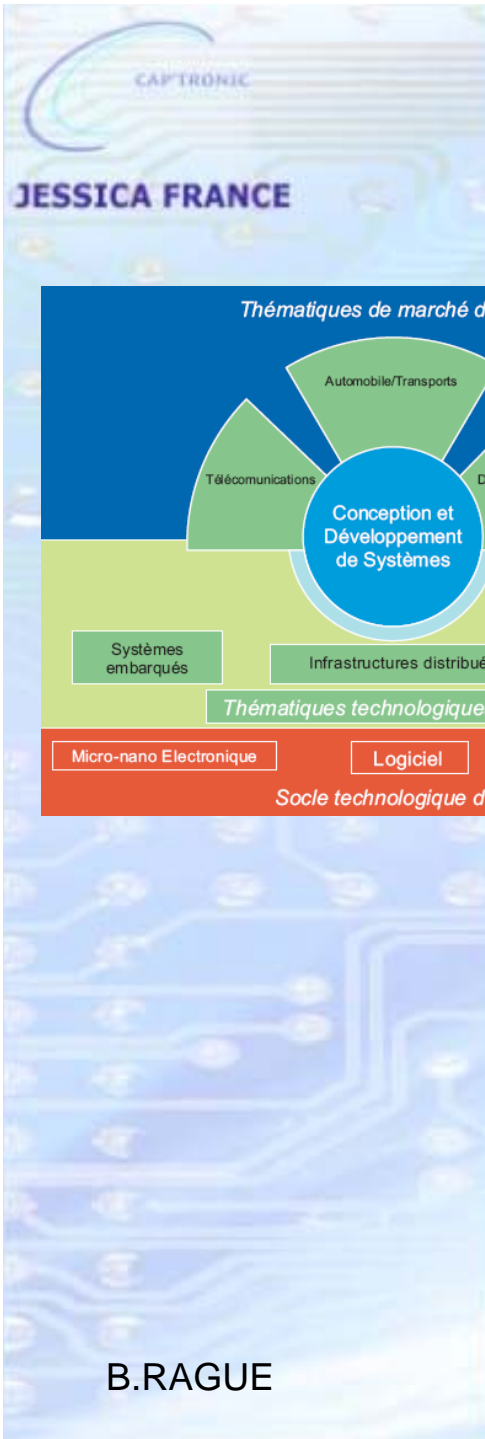 CAP'TRONIC
JESSICA FRANCE
Thématiques de marché d
Automobile/Transports
Télécomunications
D
Conception et
Développement
de Systèmes
Systèmes
embarqués
Infrastructures distribué
Thématiques technologique
Micro-nano Electronique
Logiciel
Socle technologique d
B.RAGUE